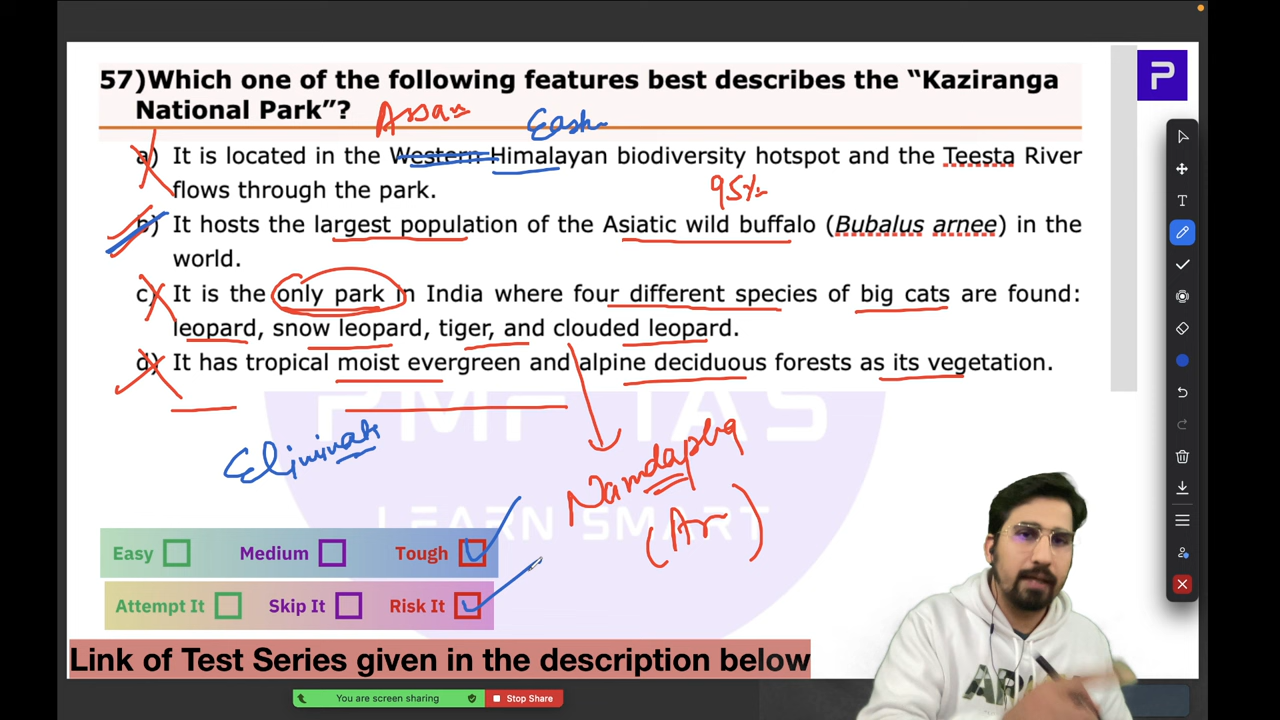 57)Which one of the following features best describes the “Kaziranga
National Park”?
Assam
East
a) It is located in the Western Himalayan biodiversity hotspot and the Teesta River
flows through the park.
95%
b) It hosts the largest population of the Asiatic wild buffalo (Bubalus arnee) in the
world.
c) It is the only park in India where four different species of big cats are found:
leopard, snow leopard, tiger, and clouded leopard.
d) It has tropical moist evergreen and alpine deciduous forests as its vegetation.
PMF IAS
Eliminate
Namdapha
LEARN SMART
(Ar)
Easy Medium Tough
Attempt It Skip It Risk It
Link of Test Series given in the description below
You are screen sharing Stop Share